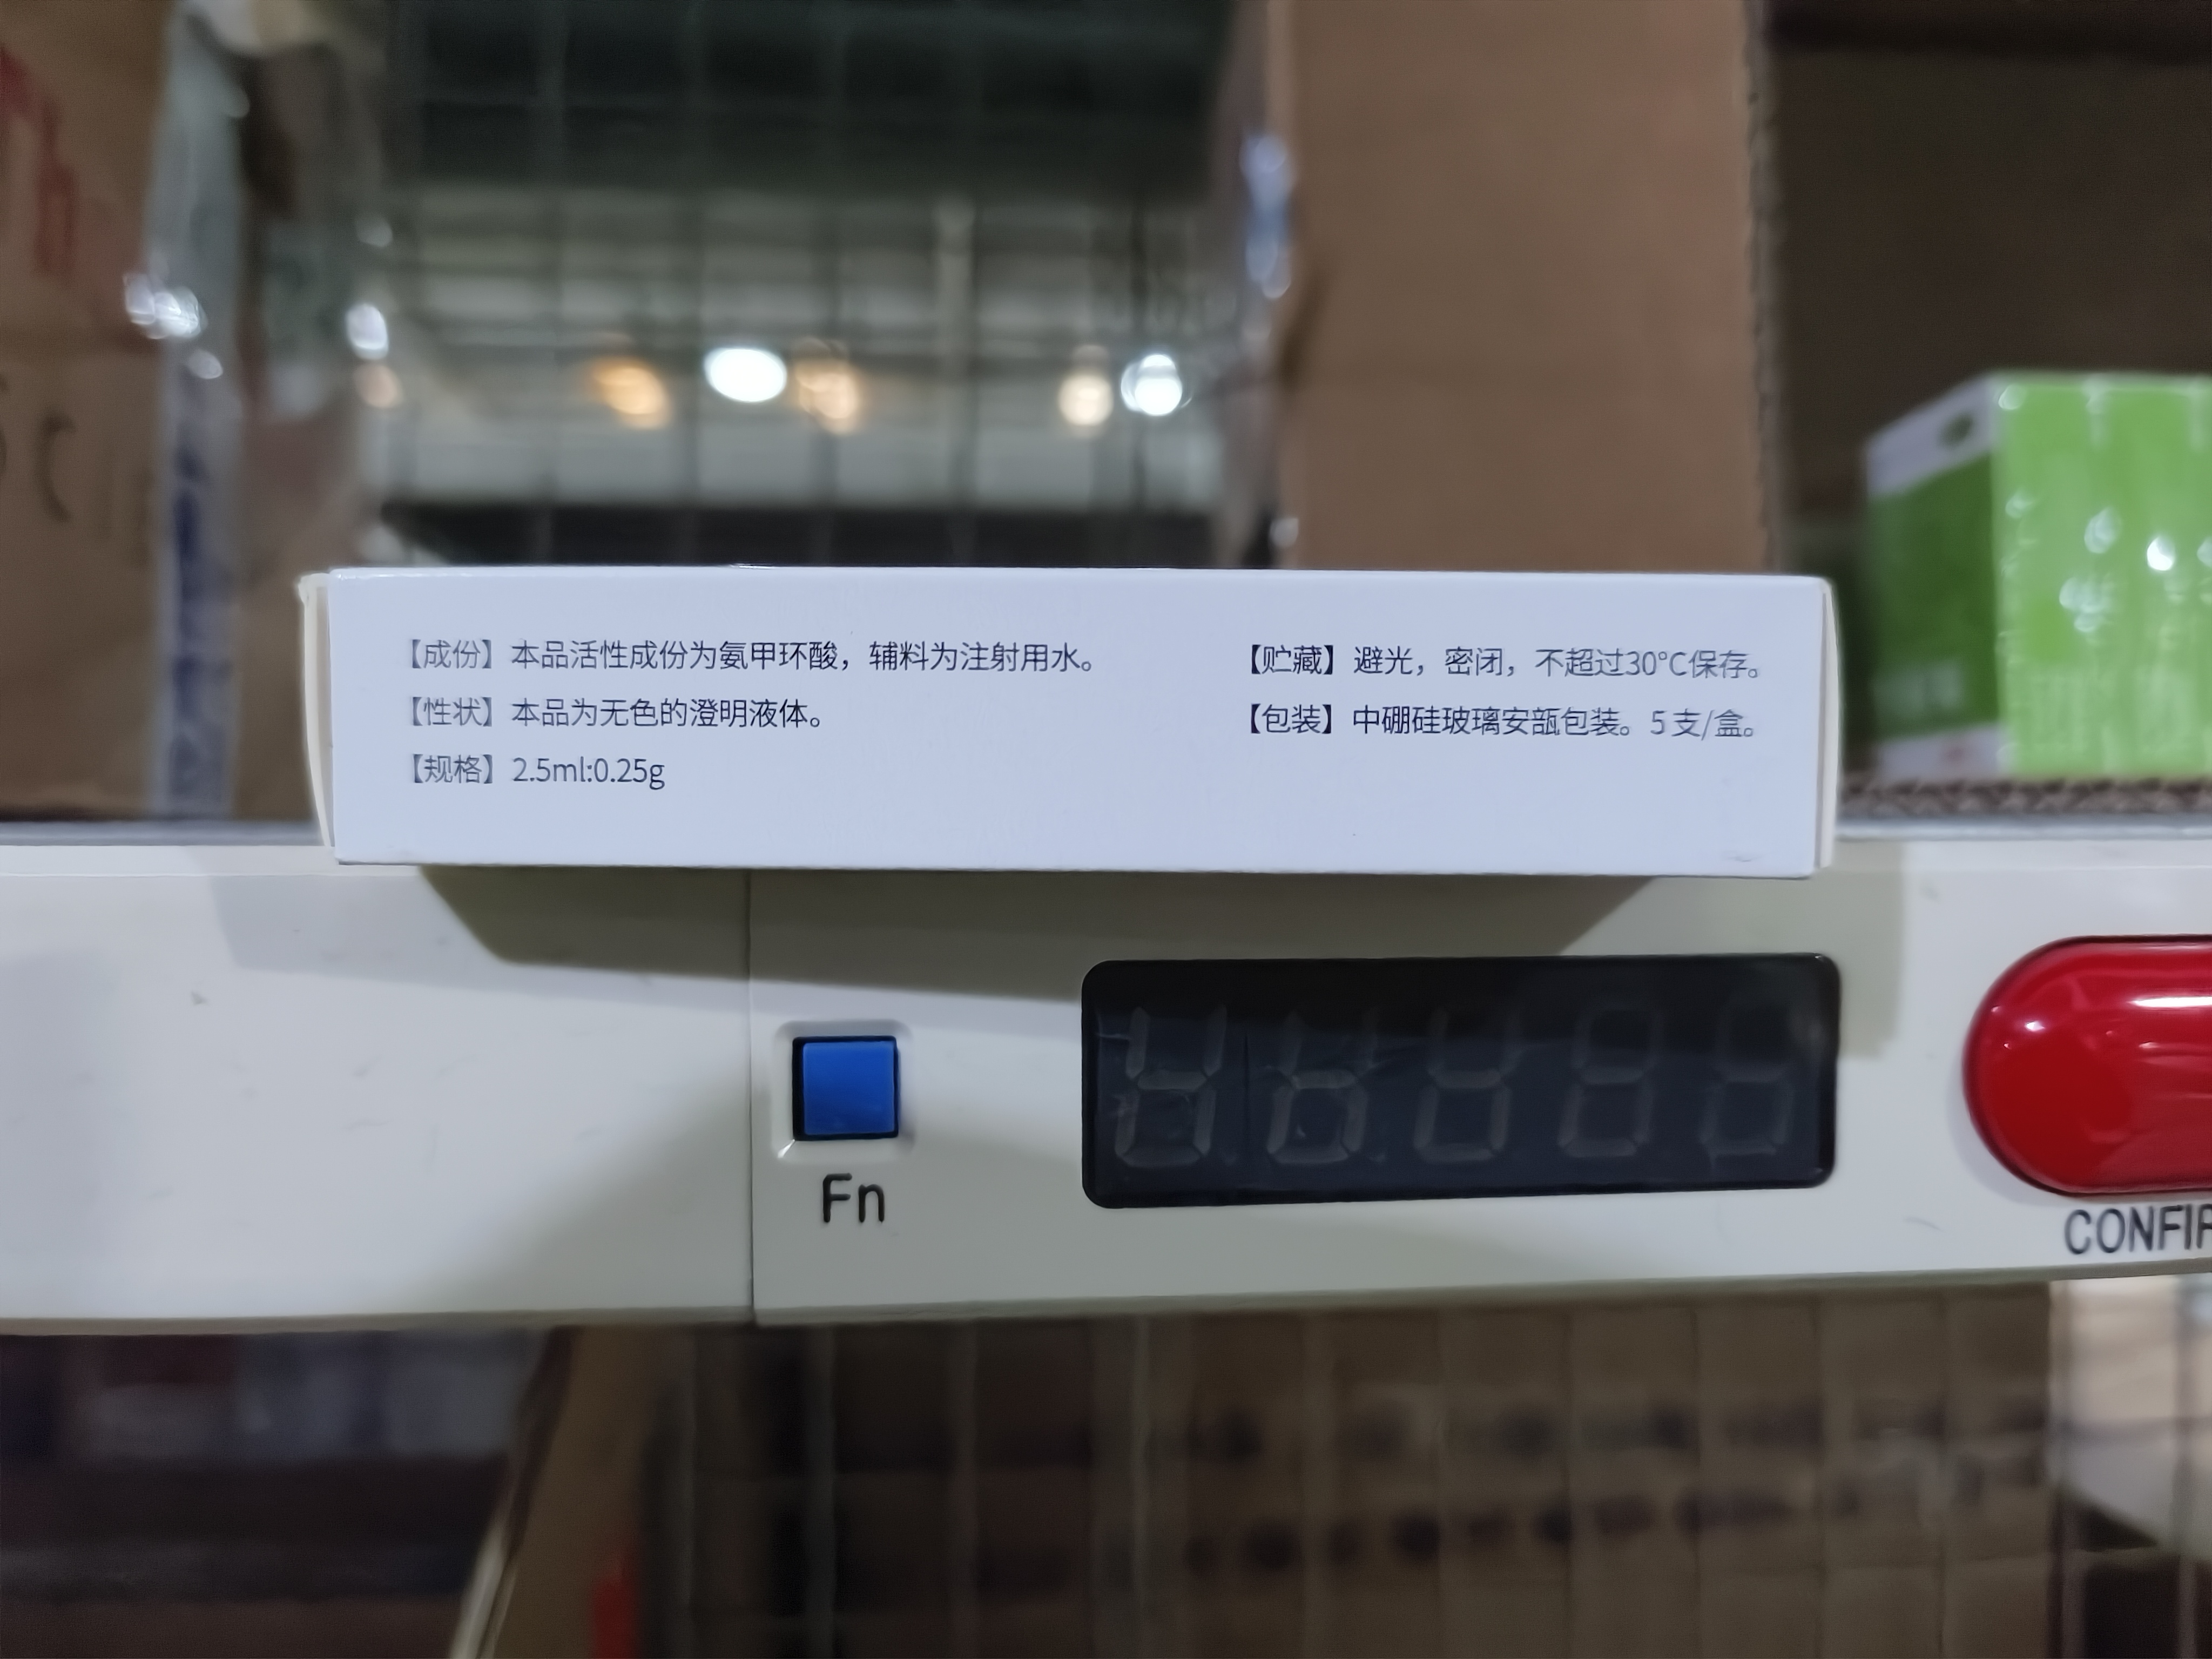 【成份】本品活性成份为氨甲环酸，辅料为注射用水。
【性状】本品为无色的澄明液体。
【规格】2.5ml:0.25g
【贮藏】避光，密闭，不超过30°C保存。
【包装】中硼硅玻璃安瓿包装。5支/盒。
Fn
CONFIR